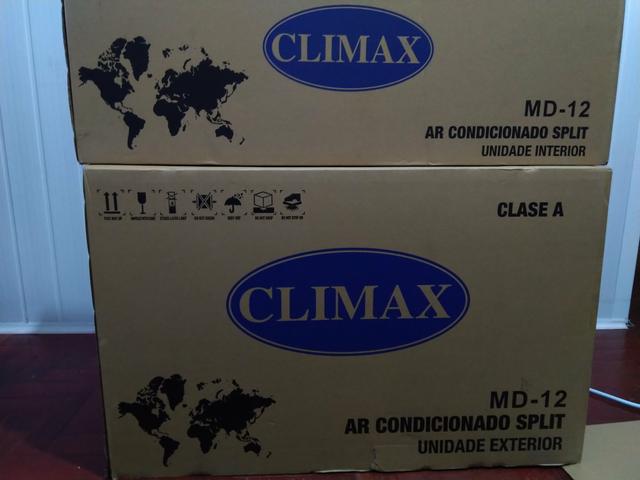 CLIMAX
MD-12
AR CONDICIONADO SPLIT
UNIDADE INTERIOR
CLASE A
CLIMAX
MD-12
AR CONDICIONADO SPLIT
UNIDADE EXTERIOR